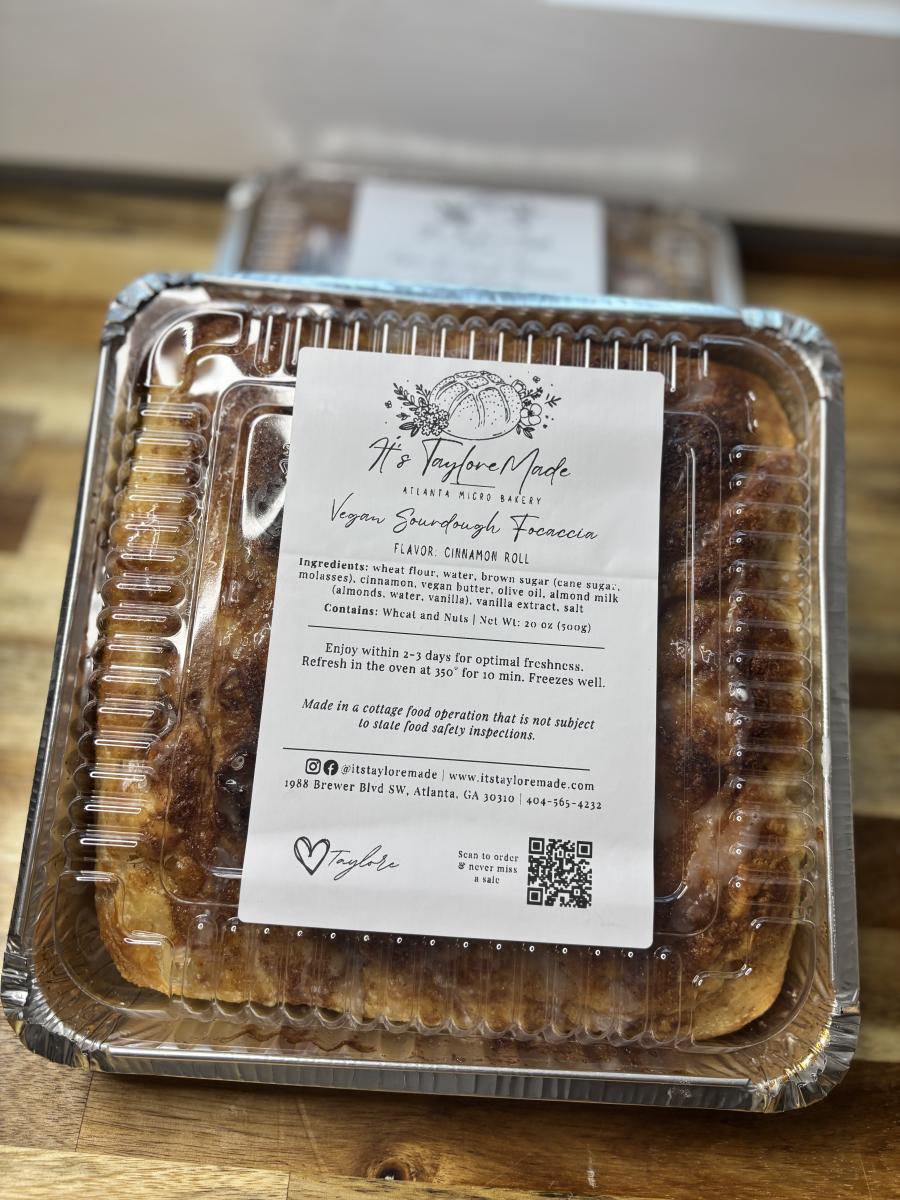 It's Taylore Made
ATLANTA MICRO BAKERY
Vegan Sourdough Focaccia
FLAVOR: CINNAMON ROLL
Ingredients: wheat flour, water, brown sugar (cane sugar,
molasses), cinnamon, vegan butter, olive oil, almond milk
(almonds, water, vanilla), vanilla extract, salt
Contains: Wheat and Nuts | Net Wt: 20 oz (500g)
Enjoy within 2-3 days for optimal freshness.
Refresh in the oven at 350° for 10 min. Freezes well.
Made in a cottage food operation that is not subject
to state food safety inspections.
@itstayloremade | www.itstayloremade.com
1988 Brewer Blvd SW, Atlanta, GA 30310 | 404-565-4232
Taylore
Scan to order
& never miss
a sale